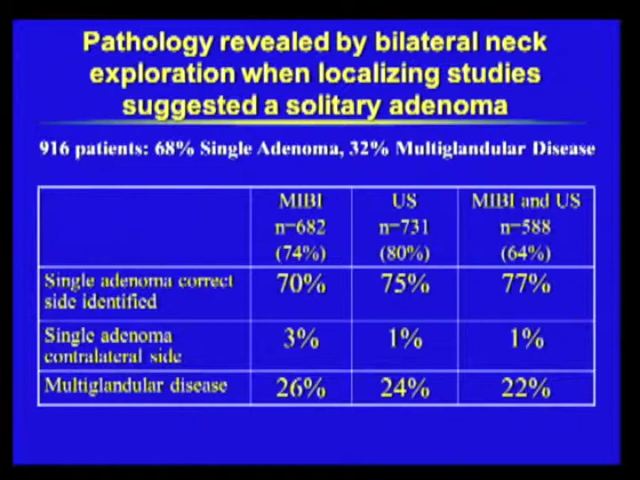 Pathology revealed by bilateral neck
exploration when localizing studies
suggested a solitary adenoma
916 patients: 68% Single Adenoma, 32% Multiglandular Disease
MIBI US MIBI and US
n=682 n=731 n=588
(74%) (80%) (64%)
Single adenoma correct side identified 70% 75% 77%
Single adenoma contralateral side 3% 1% 1%
Multiglandular disease 26% 24% 22%